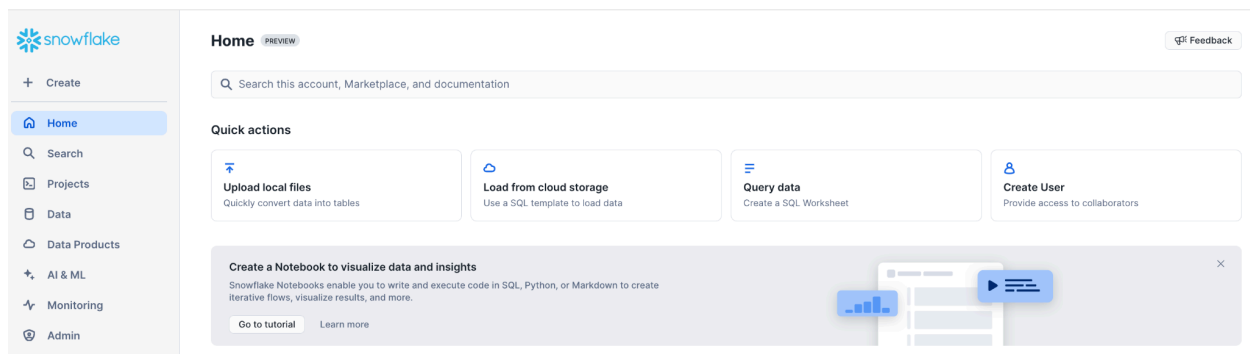 snowflake
Create
Home
Search
Projects
Data
Data Products
AI & ML
Monitoring
Admin
Home PREVIEW
Feedback
Search this account, Marketplace, and documentation
Quick actions
Upload local files
Quickly convert data into tables
Load from cloud storage
Use a SQL template to load data
Query data
Create a SQL Worksheet
Create User
Provide access to collaborators
Create a Notebook to visualize data and insights
Snowflake Notebooks enable you to write and execute code in SQL, Python, or Markdown to create
iterative flows, visualize results, and more.
Go to tutorial Learn more